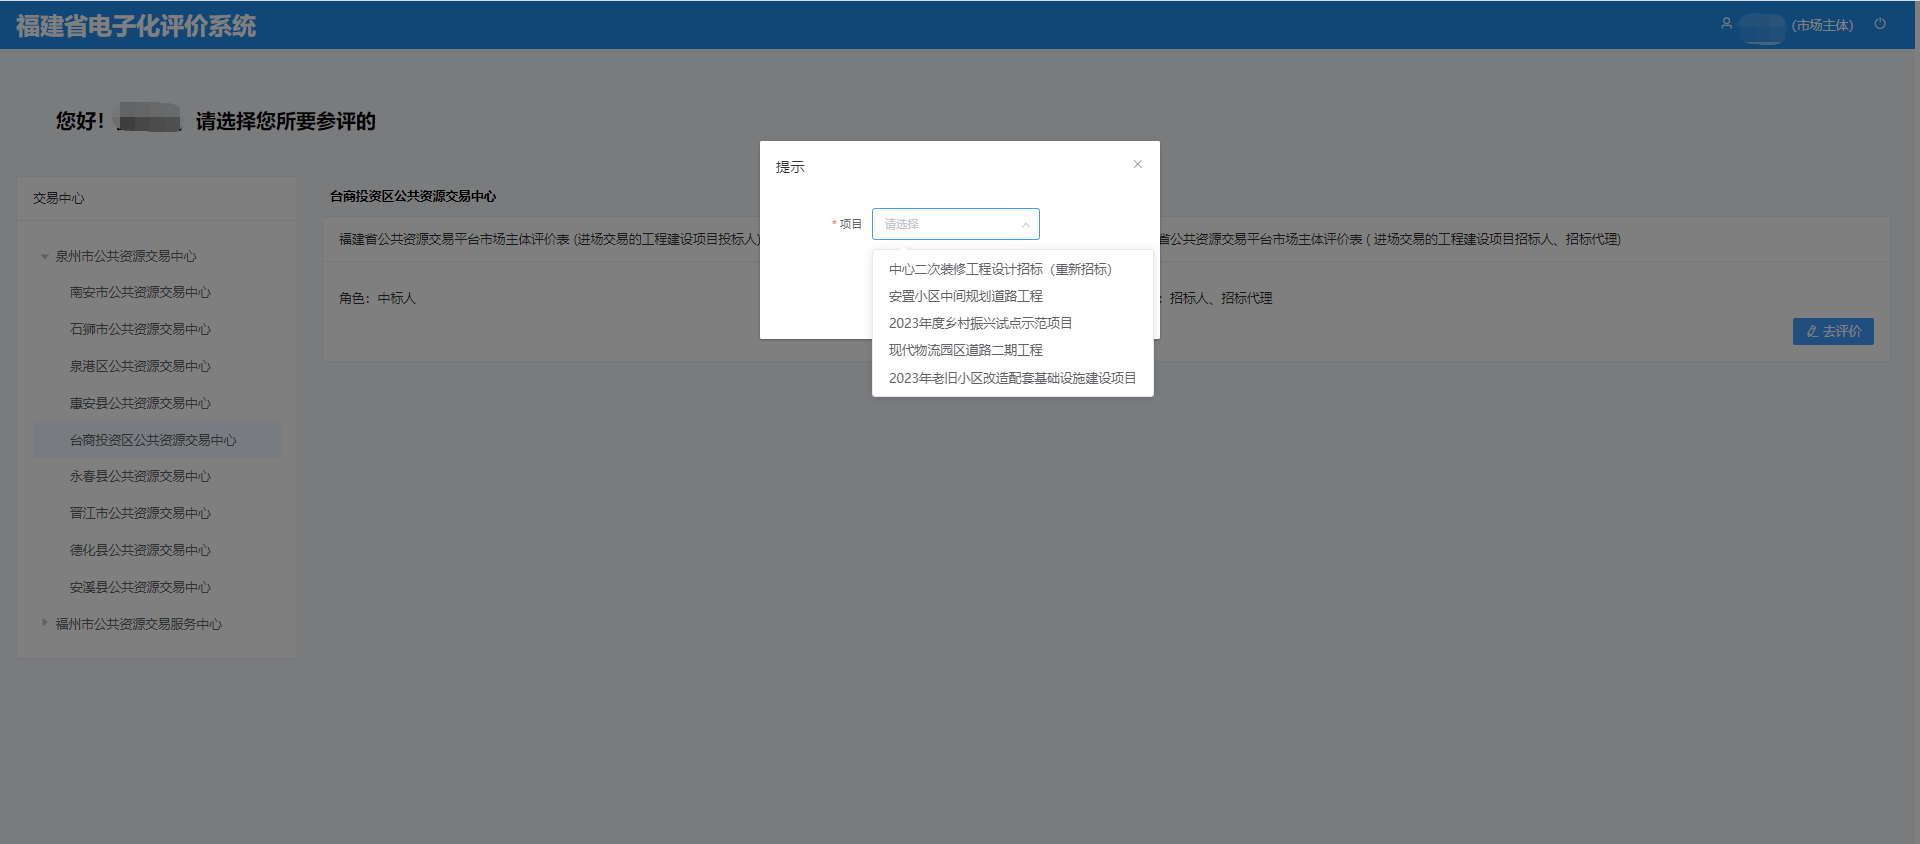 福建省电子化评价系统
(市场主体)
您好！ 请选择您所要参评的
交易中心
泉州市公共资源交易中心
南安市公共资源交易中心
石狮市公共资源交易中心
泉港区公共资源交易中心
惠安县公共资源交易中心
台商投资区公共资源交易中心
永春县公共资源交易中心
晋江市公共资源交易中心
德化县公共资源交易中心
安溪县公共资源交易中心
福州市公共资源交易服务中心
台商投资区公共资源交易中心
福建省公共资源交易平台市场主体评价表 (进场交易的工程建设项目投标人)
角色：中标人
省公共资源交易平台市场主体评价表 ( 进场交易的工程建设项目招标人、招标代理)
：招标人、招标代理
去评价
提示
* 项目
请选择
中心二次装修工程设计招标（重新招标）
安置小区中间规划道路工程
2023年度乡村振兴试点示范项目
现代物流园区道路二期工程
2023年老旧小区改造配套基础设施建设项目